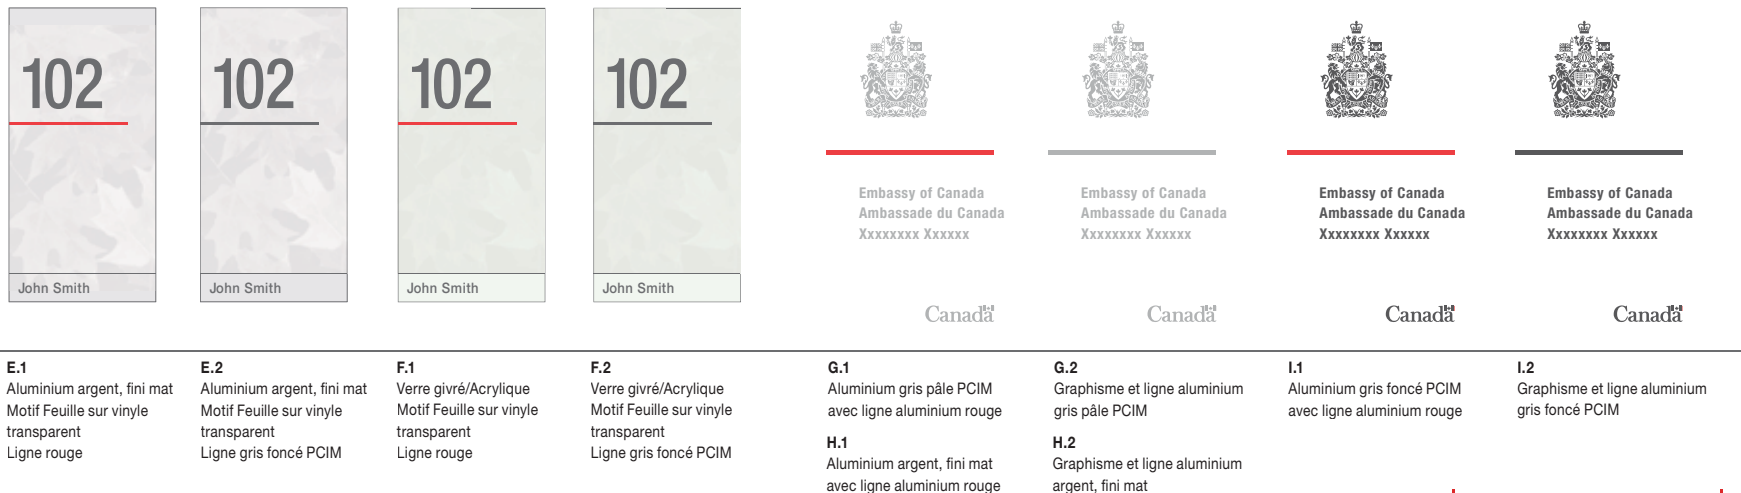 102
John Smith
102
John Smith
102
John Smith
102
John Smith
Embassy of Canada
Ambassade du Canada
Xxxxxxxx Xxxxxx
Canada
Embassy of Canada
Ambassade du Canada
Xxxxxxxx Xxxxxx
Canada
Embassy of Canada
Ambassade du Canada
Xxxxxxxx Xxxxxx
Canada
Embassy of Canada
Ambassade du Canada
Xxxxxxxx Xxxxxx
Canada
E.1
Aluminium argent, fini mat
Motif Feuille sur vinyle
transparent
Ligne rouge
E.2
Aluminium argent, fini mat
Motif Feuille sur vinyle
transparent
Ligne gris foncé PCIM
F.1
Verre givré/Acrylique
Motif Feuille sur vinyle
transparent
Ligne rouge
F.2
Verre givré/Acrylique
Motif Feuille sur vinyle
transparent
Ligne gris foncé PCIM
G.1
Aluminium gris pâle PCIM
avec ligne aluminium rouge
H.1
Aluminium argent, fini mat
avec ligne aluminium rouge
G.2
Graphisme et ligne aluminium
gris pâle PCIM
H.2
Graphisme et ligne aluminium
argent, fini mat
I.1
Aluminium gris foncé PCIM
avec ligne aluminium rouge
I.2
Graphisme et ligne aluminium
gris foncé PCIM